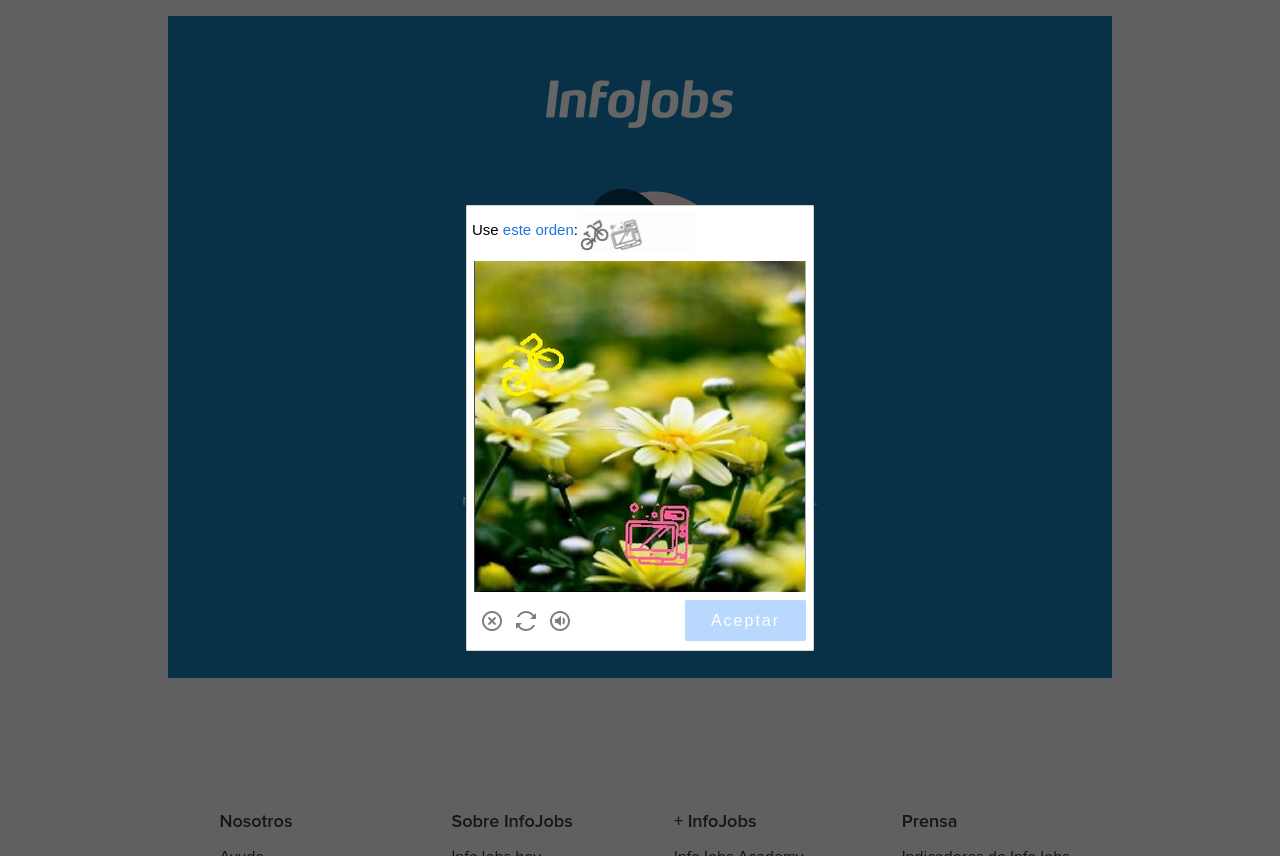 InfoJobs
Use este orden:
Aceptar
Nosotros
Sobre InfoJobs
+ InfoJobs
Prensa
Ayuda
InfoJobs hoy
InfoJobs Academy
Indicadores de InfoJobs